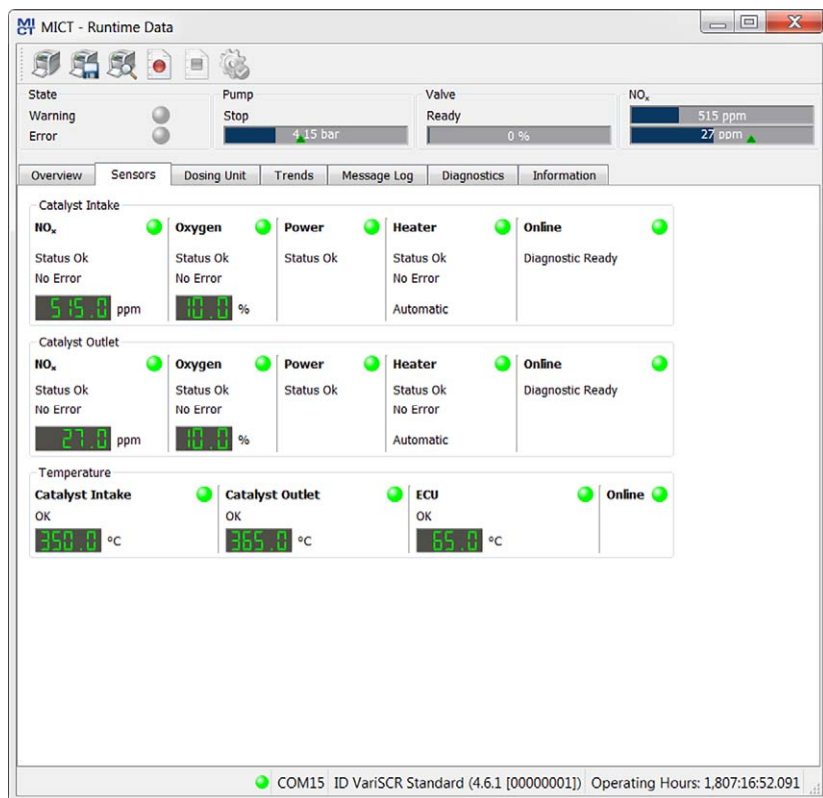 MI CT MICT - Runtime Data
State Pump Valve NOₓ
Warning Stop Ready 515 ppm
Error 4,15 bar 0 % 27 ppm
Overview Sensors Dosing Unit Trends Message Log Diagnostics Information
Catalyst Intake
NOₓ Oxygen Power Heater Online
Status Ok Status Ok Status Ok Status Ok Diagnostic Ready
No Error No Error No Error
515.0 ppm 10.0 % Automatic
Catalyst Outlet
NOₓ Oxygen Power Heater Online
Status Ok Status Ok Status Ok Status Ok Diagnostic Ready
No Error No Error No Error
27.0 ppm 10.0 % Automatic
Temperature
Catalyst Intake Catalyst Outlet ECU Online
OK OK OK
350.0 °C 365.0 °C 65.0 °C
COM15 ID VariSCR Standard (4.6.1 [00000001]) Operating Hours: 1,807:16:52.091